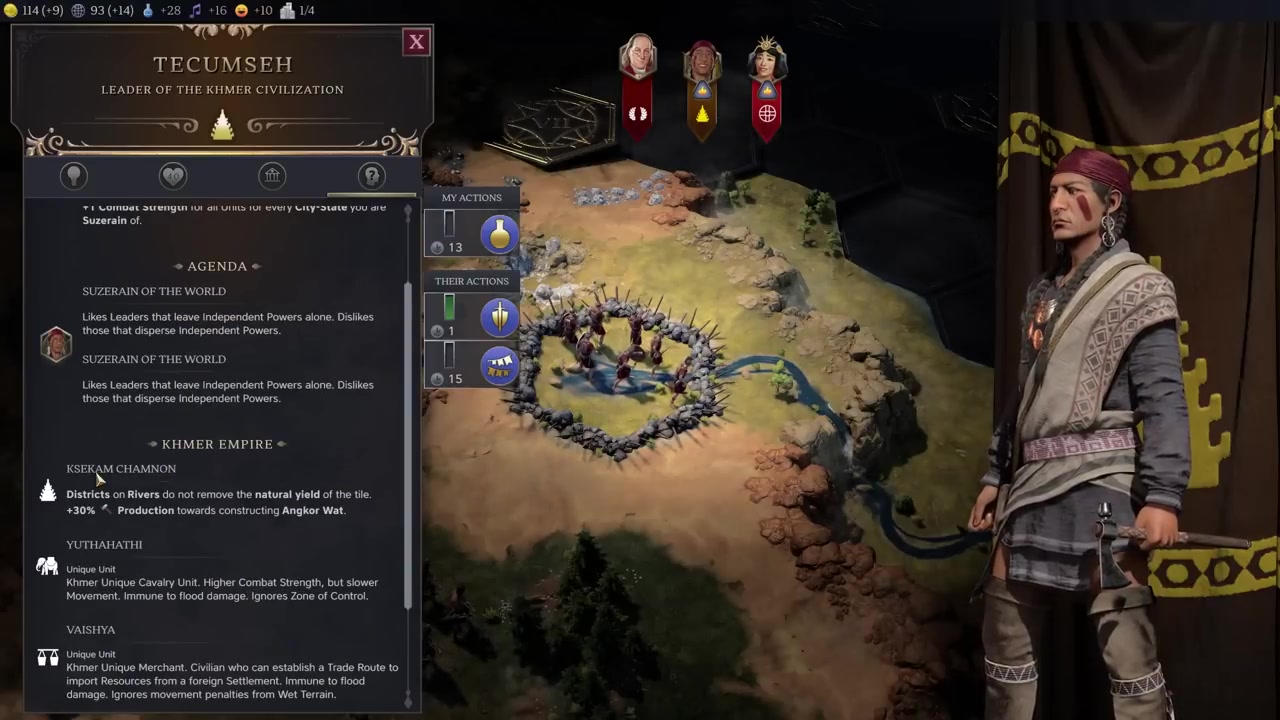 114 (+9) 93 (+14) +28 +16 +10 1/4
X
TECUMSEH
LEADER OF THE KHMER CIVILIZATION
+1 Combat Strength for all Units for every City-State you are
Suzerain of.
AGENDA
SUZERAIN OF THE WORLD
Likes Leaders that leave Independent Powers alone. Dislikes
those that disperse Independent Powers.
SUZERAIN OF THE WORLD
Likes Leaders that leave Independent Powers alone. Dislikes
those that disperse Independent Powers.
KHMER EMPIRE
KSEKAM CHAMNON
Districts on Rivers do not remove the natural yield of the tile.
+30% Production towards constructing Angkor Wat.
YUTHAHATHI
Unique Unit
Khmer Unique Cavalry Unit. Higher Combat Strength, but slower
Movement. Immune to flood damage. Ignores Zone of Control.
VAISHYA
Unique Unit
Khmer Unique Merchant. Civilian who can establish a Trade Route to
import Resources from a foreign Settlement. Immune to flood
damage. Ignores movement penalties from Wet Terrain.
MY ACTIONS
13
THEIR ACTIONS
1
15
VII